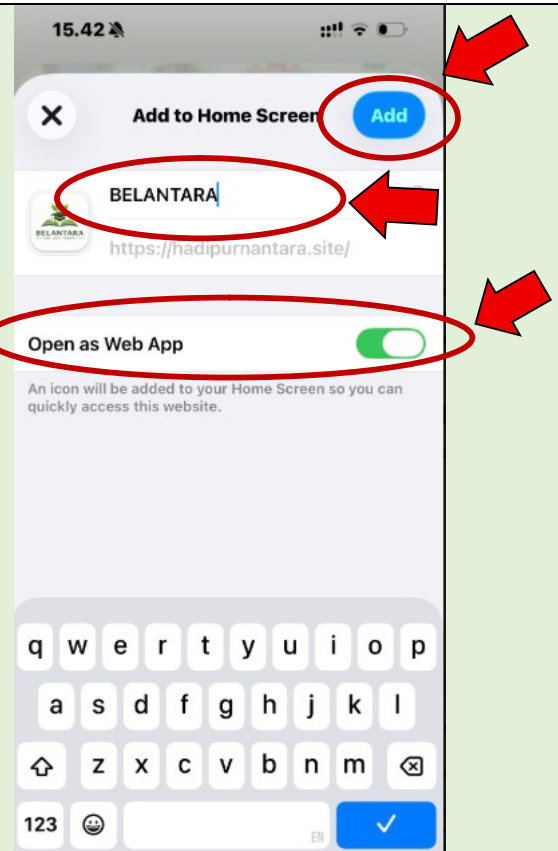 15.42
Add to Home Screen
Add
BELANTARA
BELANTARA
https://hadipurnantara.site/
Open as Web App
An icon will be added to your Home Screen so you can
quickly access this website.
q w e r t y u i o p
a s d f g h j k l
z x c v b n m
123
EN